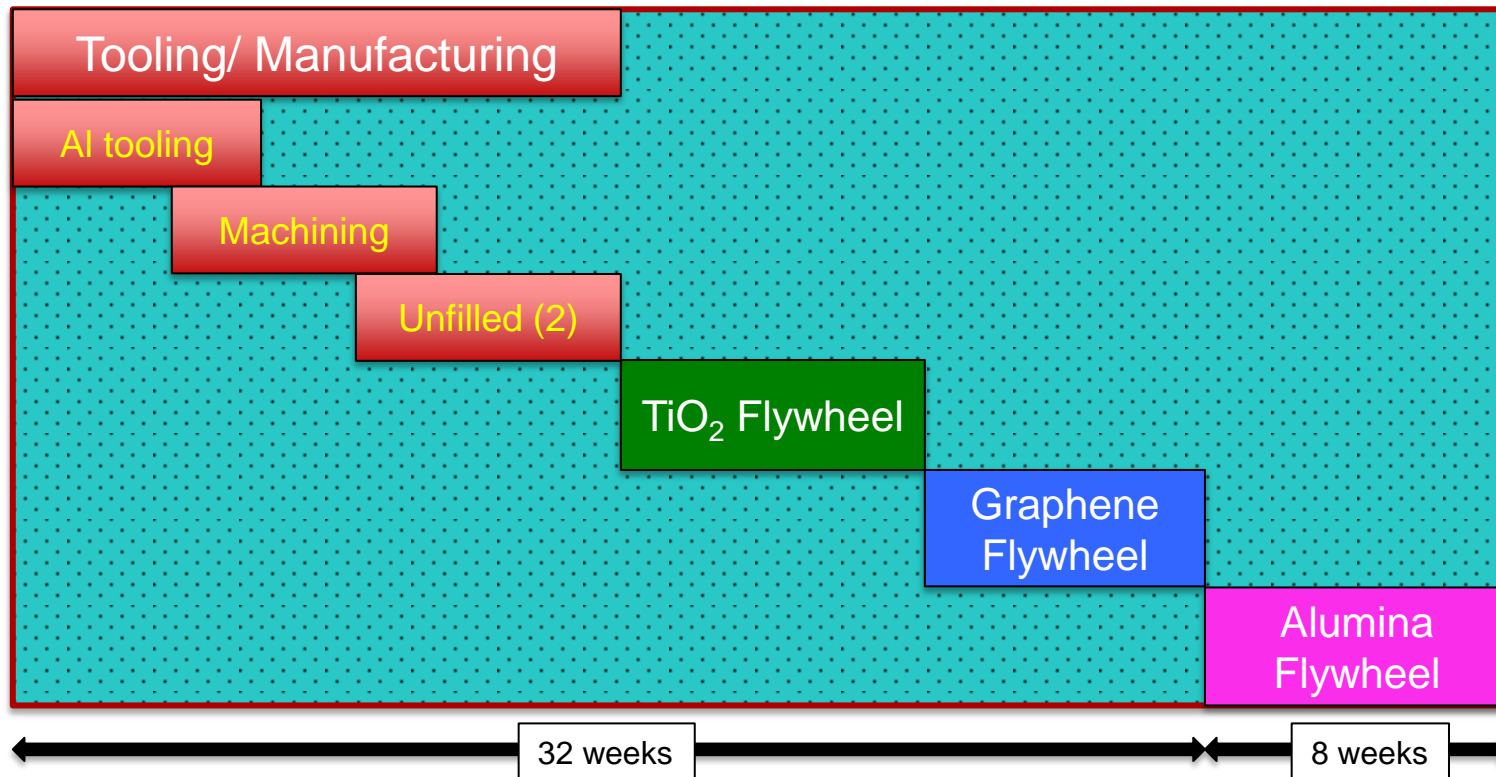 Tooling/ Manufacturing
Al tooling
Machining
Unfilled (2)
TiO₂ Flywheel
Graphene
Flywheel
Alumina
Flywheel
32 weeks
8 weeks